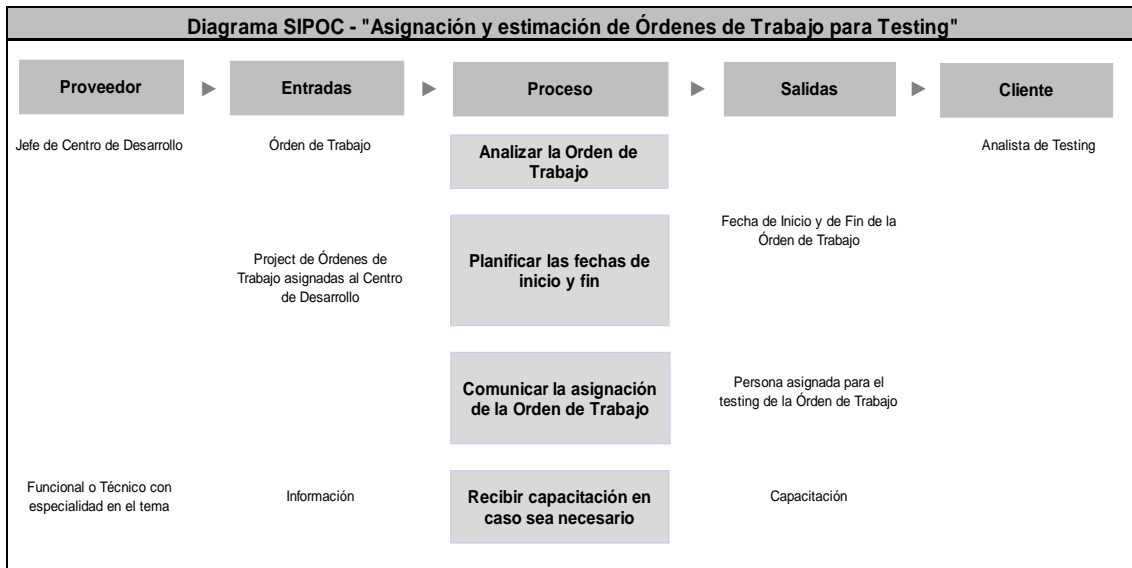 Diagrama SIPOC - "Asignación y estimación de Órdenes de Trabajo para Testing"
Proveedor
Entradas
Proceso
Salidas
Cliente
Jefe de Centro de Desarrollo
Órden de Trabajo
Analizar la Orden de
Trabajo
Analista de Testing
Project de Órdenes de
Trabajo asignadas al Centro
de Desarrollo
Planificar las fechas de
inicio y fin
Fecha de Inicio y de Fin de la
Órden de Trabajo
Comunicar la asignación
de la Orden de Trabajo
Persona asignada para el
testing de la Órden de Trabajo
Funcional o Técnico con
especialidad en el tema
Información
Recibir capacitación en
caso sea necesario
Capacitación